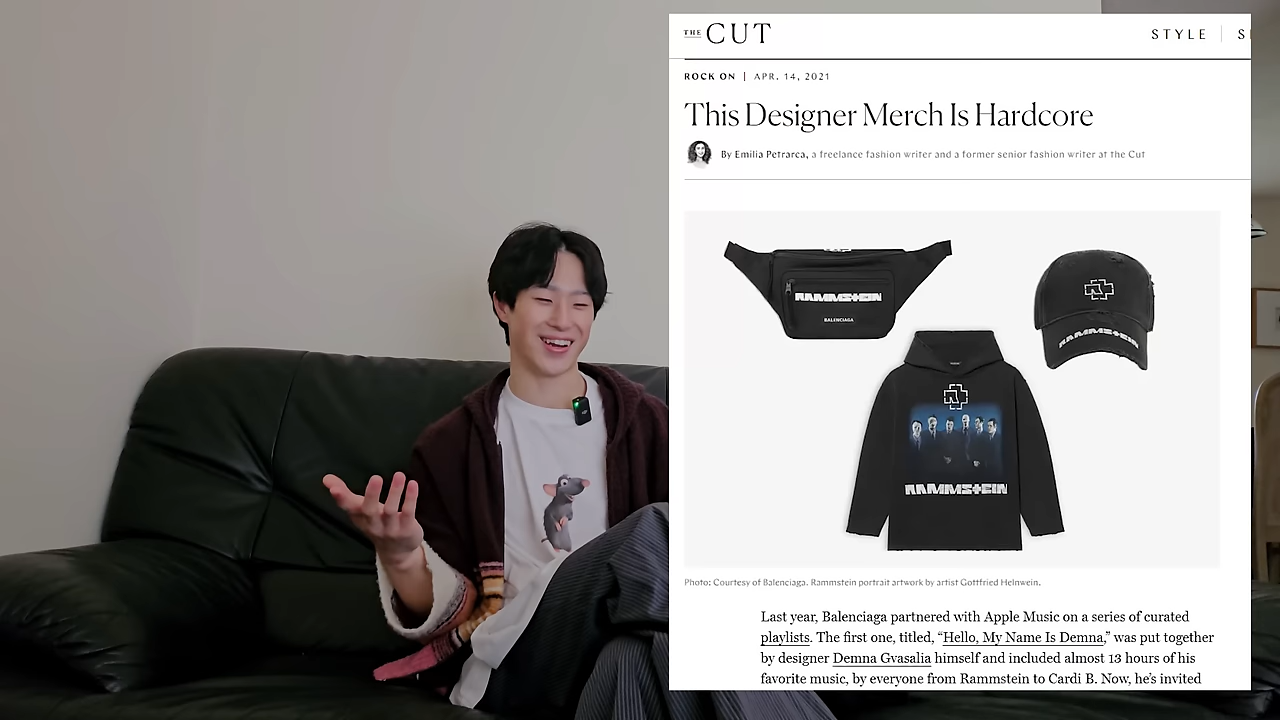 THE CUT
STYLE
ROCK ON | APR. 14, 2021
This Designer Merch Is Hardcore
By Emilia Petrarca, a freelance fashion writer and a former senior fashion writer at the Cut
RAMMSTEIN
BALENCIAGA
RAMMSTEIN
RAMMSTEIN
Photo: Courtesy of Balenciaga. Rammstein portrait artwork by artist Gottfried Helnwein.
Last year, Balenciaga partnered with Apple Music on a series of curated
playlists. The first one, titled, “Hello, My Name Is Demna,” was put together
by designer Demna Gvasalia himself and included almost 13 hours of his
favorite music, by everyone from Rammstein to Cardi B. Now, he’s invited